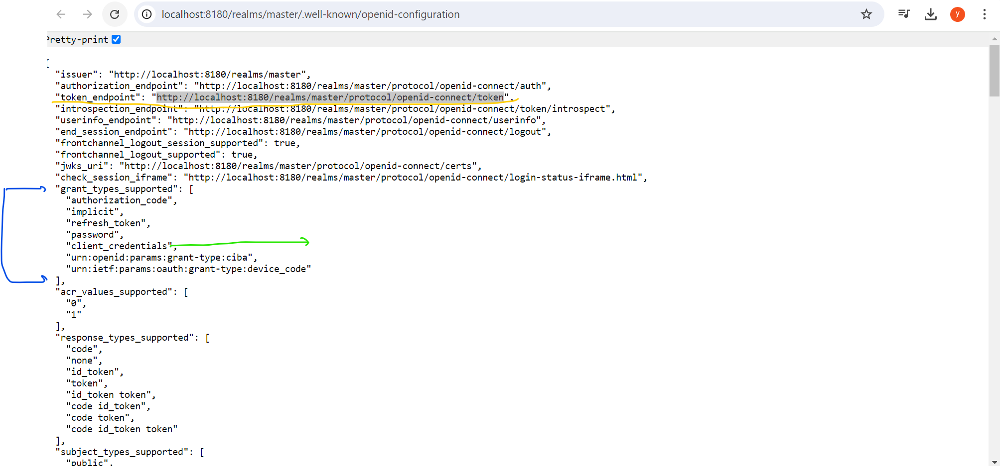 localhost:8180/realms/master/.well-known/openid-configuration
y
Pretty-print
{
"issuer": "http://localhost:8180/realms/master",
"authorization_endpoint": "http://localhost:8180/realms/master/protocol/openid-connect/auth",
"token_endpoint": "http://localhost:8180/realms/master/protocol/openid-connect/token",
"introspection_endpoint": "http://localhost:8180/realms/master/protocol/openid-connect/token/introspect",
"userinfo_endpoint": "http://localhost:8180/realms/master/protocol/openid-connect/userinfo",
"end_session_endpoint": "http://localhost:8180/realms/master/protocol/openid-connect/logout",
"frontchannel_logout_session_supported": true,
"frontchannel_logout_supported": true,
"jwks_uri": "http://localhost:8180/realms/master/protocol/openid-connect/certs",
"check_session_iframe": "http://localhost:8180/realms/master/protocol/openid-connect/login-status-iframe.html",
"grant_types_supported": [
"authorization_code",
"implicit",
"refresh_token",
"password",
"client_credentials",
"urn:openid:params:grant-type:ciba",
"urn:ietf:params:oauth:grant-type:device_code"
],
"acr_values_supported": [
"0",
"1"
],
"response_types_supported": [
"code",
"none",
"id_token",
"token",
"id_token token",
"code id_token",
"code token",
"code id_token token"
],
"subject_types_supported": [
"public",